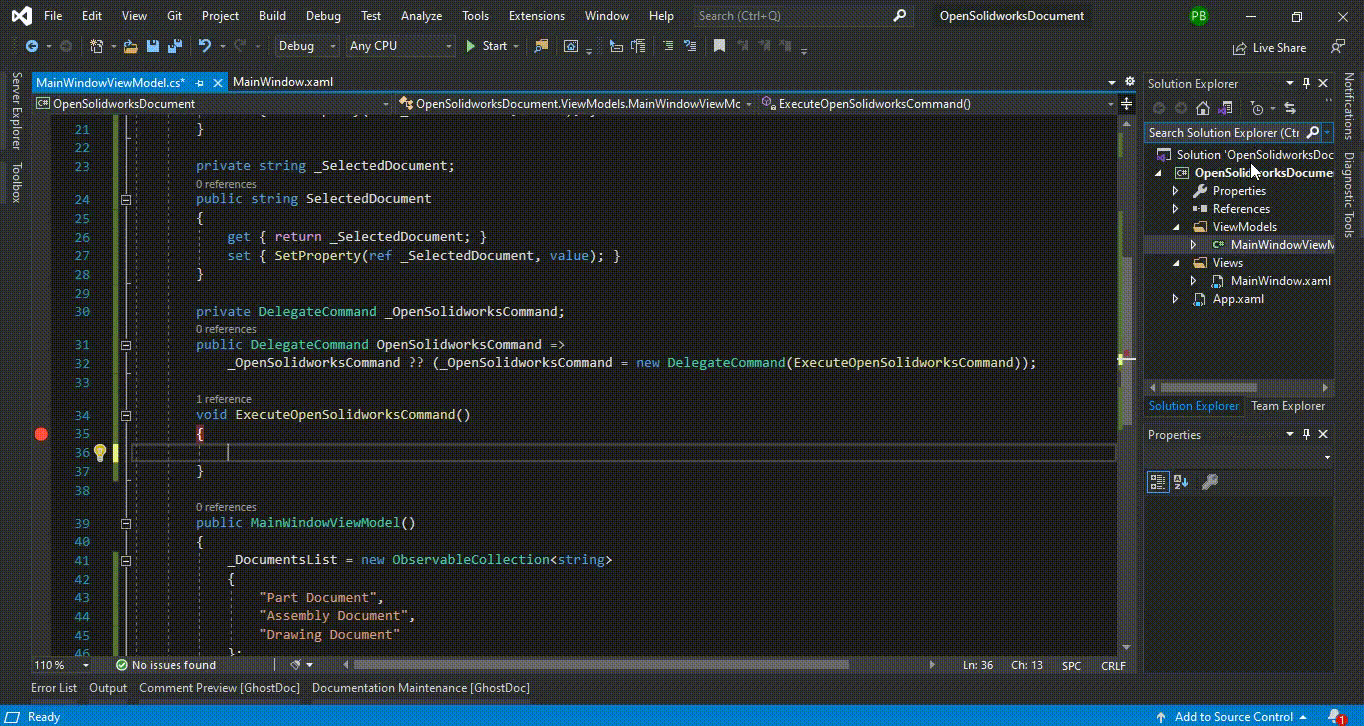 File Edit View Git Project Build Debug Test Analyze Tools Extensions Window Help Search (Ctrl+Q) OpenSolidworksDocument PB
Debug Any CPU Start Live Share
Server Explorer
Toolbox
MainWindowViewModel.cs* MainWindow.xaml
OpenSolidworksDocument OpenSolidworksDocument.ViewModels.MainWindowViewMc ExecuteOpenSolidworksCommand()
21 }
22
23 private string _SelectedDocument;
0 references
24 public string SelectedDocument
25 {
26 get { return _SelectedDocument; }
27 set { SetProperty(ref _SelectedDocument, value); }
28 }
29
30 private DelegateCommand _OpenSolidworksCommand;
0 references
31 public DelegateCommand OpenSolidworksCommand =>
32 _OpenSolidworksCommand ?? (_OpenSolidworksCommand = new DelegateCommand(ExecuteOpenSolidworksCommand));
33
1 reference
34 void ExecuteOpenSolidworksCommand()
35 {
36
37 }
38
0 references
39 public MainWindowViewModel()
40 {
41 _DocumentsList = new ObservableCollection<string>
42 {
43 "Part Document",
44 "Assembly Document",
45 "Drawing Document"
46 };
110 % No issues found Ln: 36 Ch: 13 SPC CRLF
Error List Output Comment Preview [GhostDoc] Documentation Maintenance [GhostDoc]
Solution Explorer
Search Solution Explorer (Ctr
Solution 'OpenSolidworksDoc
C# OpenSolidworksDocume
Properties
References
ViewModels
C# MainWindowViewM
Views
MainWindow.xaml
App.xaml
Solution Explorer Team Explorer
Properties
Notifications
Diagnostic Tools
Ready Add to Source Control 1